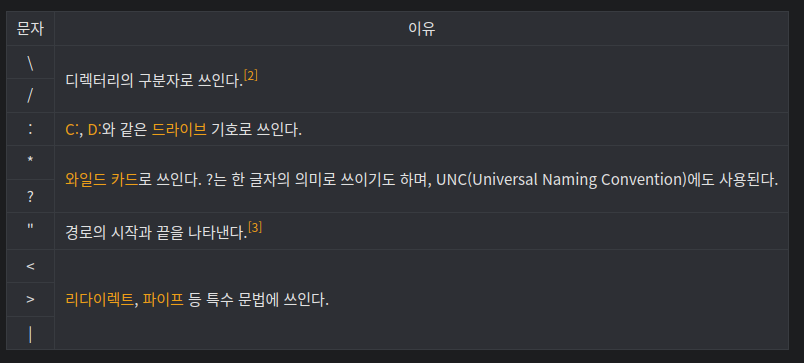 문자 이유
\
디렉터리의 구분자로 쓰인다.[2]
/
: C:, D:와 같은 드라이브 기호로 쓰인다.
*
와일드 카드로 쓰인다. ?는 한 글자의 의미로 쓰이기도 하며, UNC(Universal Naming Convention)에도 사용된다.
?
" 경로의 시작과 끝을 나타낸다.[3]
<
> 리다이렉트, 파이프 등 특수 문법에 쓰인다.
|